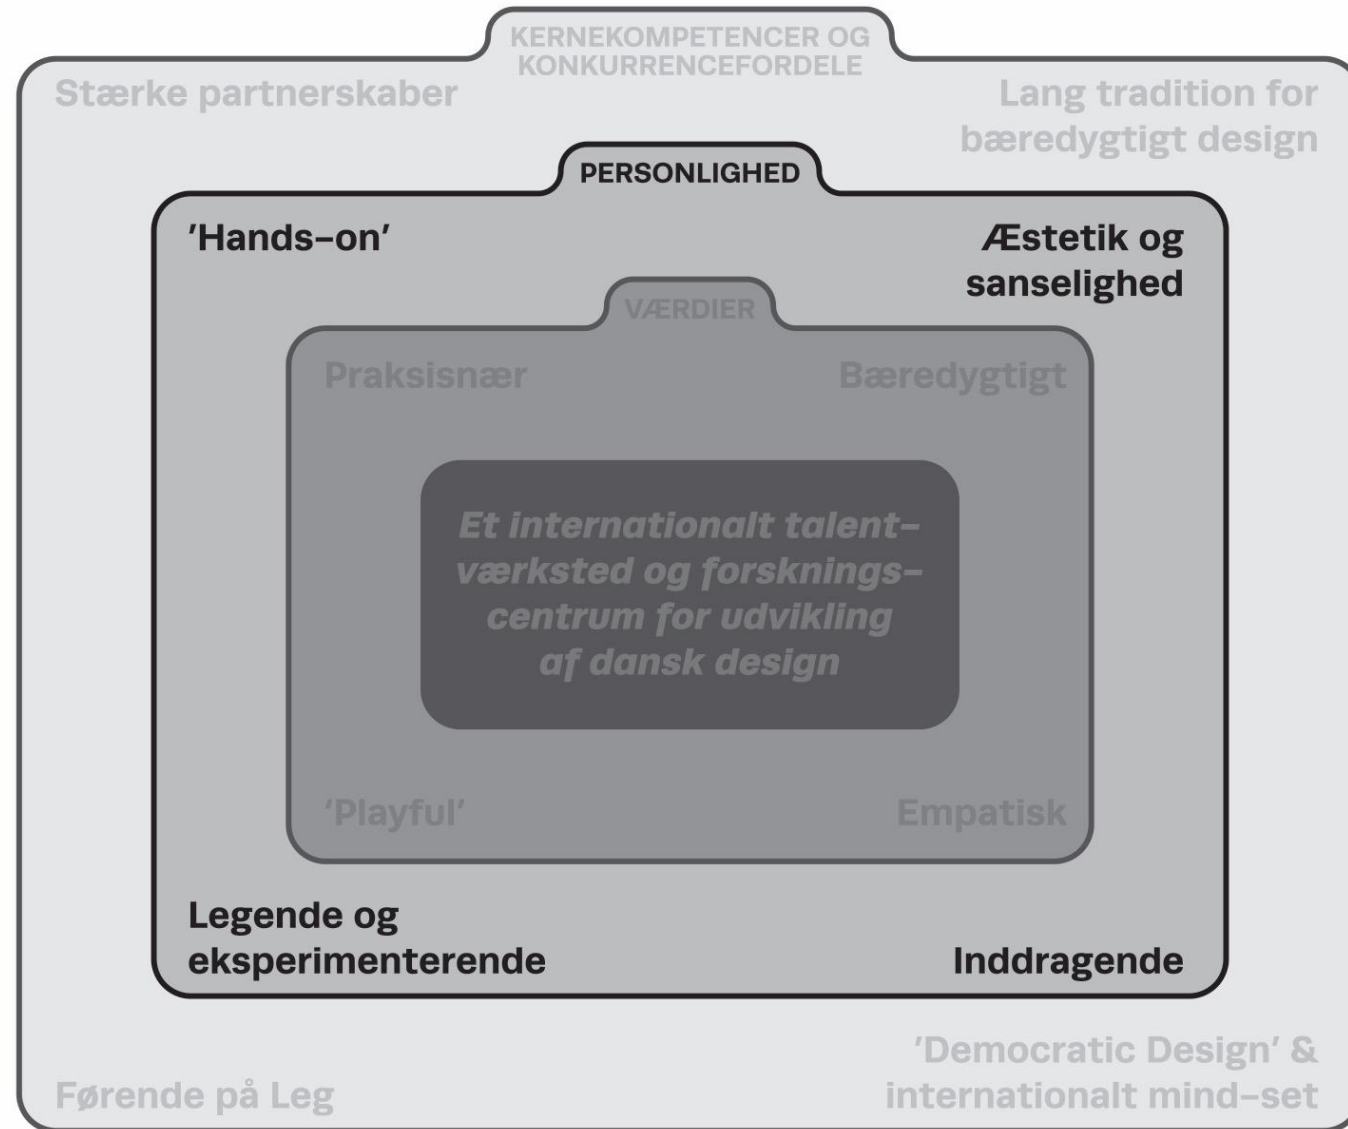 KERNEKOMPETENCER OG
KONKURRENCEFORDELE
Stærke partnerskaber
Lang tradition for
bæredygtigt design
PERSONLIGHED
'Hands-on'
Æstetik og
sanselighed
VÆRDIER
Praksisnær
Bæredygtigt
Et internationalt talent-
værksted og forsknings-
centrum for udvikling
af dansk design
'Playful'
Empatisk
Legende og
eksperimenterende
Inddragende
Førende på Leg
'Democratic Design' &
internationalt mind-set